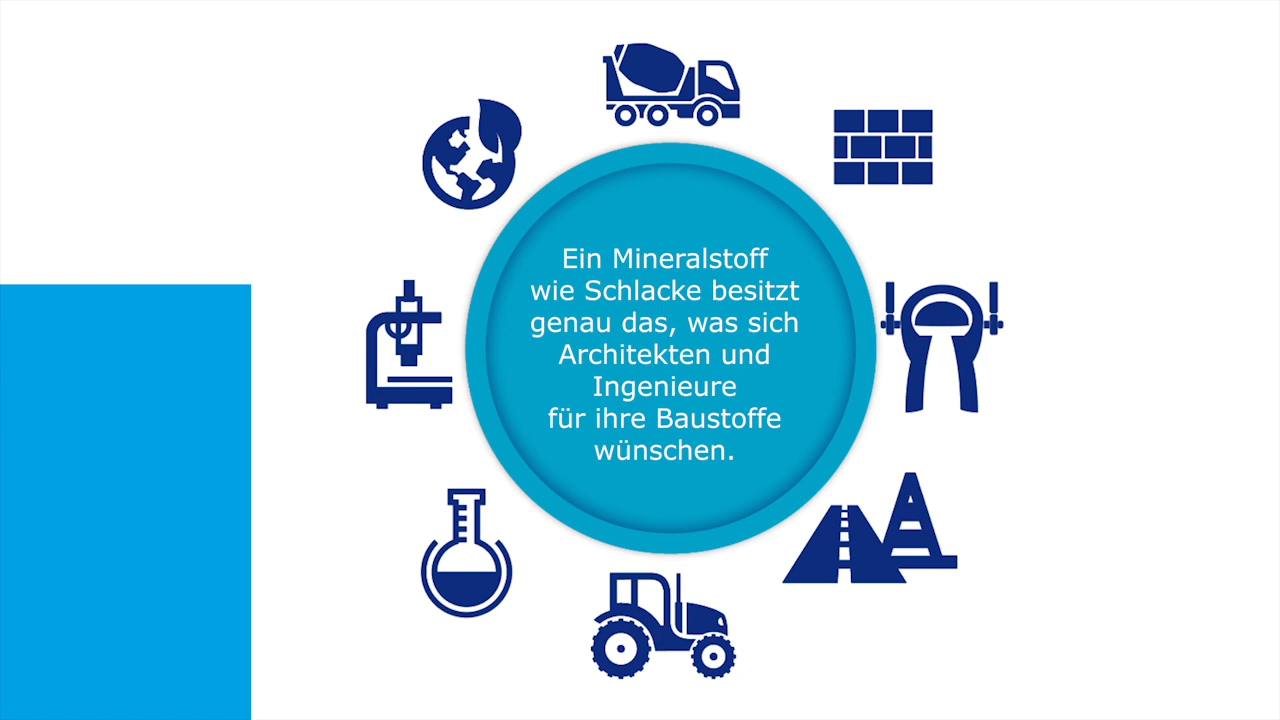 Ein Mineralstoff
wie Schlacke besitzt
genau das, was sich
Architekten und
Ingenieure
für ihre Baustoffe
wünschen.